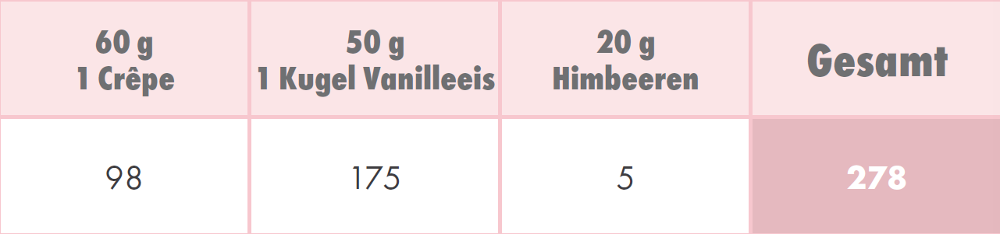 60 g
1 Crêpe
50 g
1 Kugel Vanilleeis
20 g
Himbeeren
Gesamt
98
175
5
278